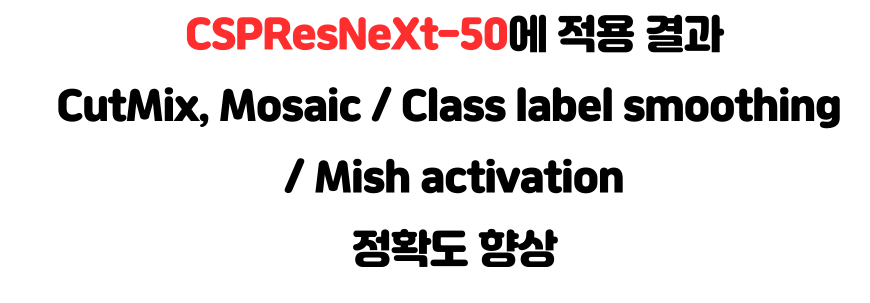 CSPResNeXt-50에 적용 결과
CutMix, Mosaic / Class label smoothing
/ Mish activation
정확도 향상